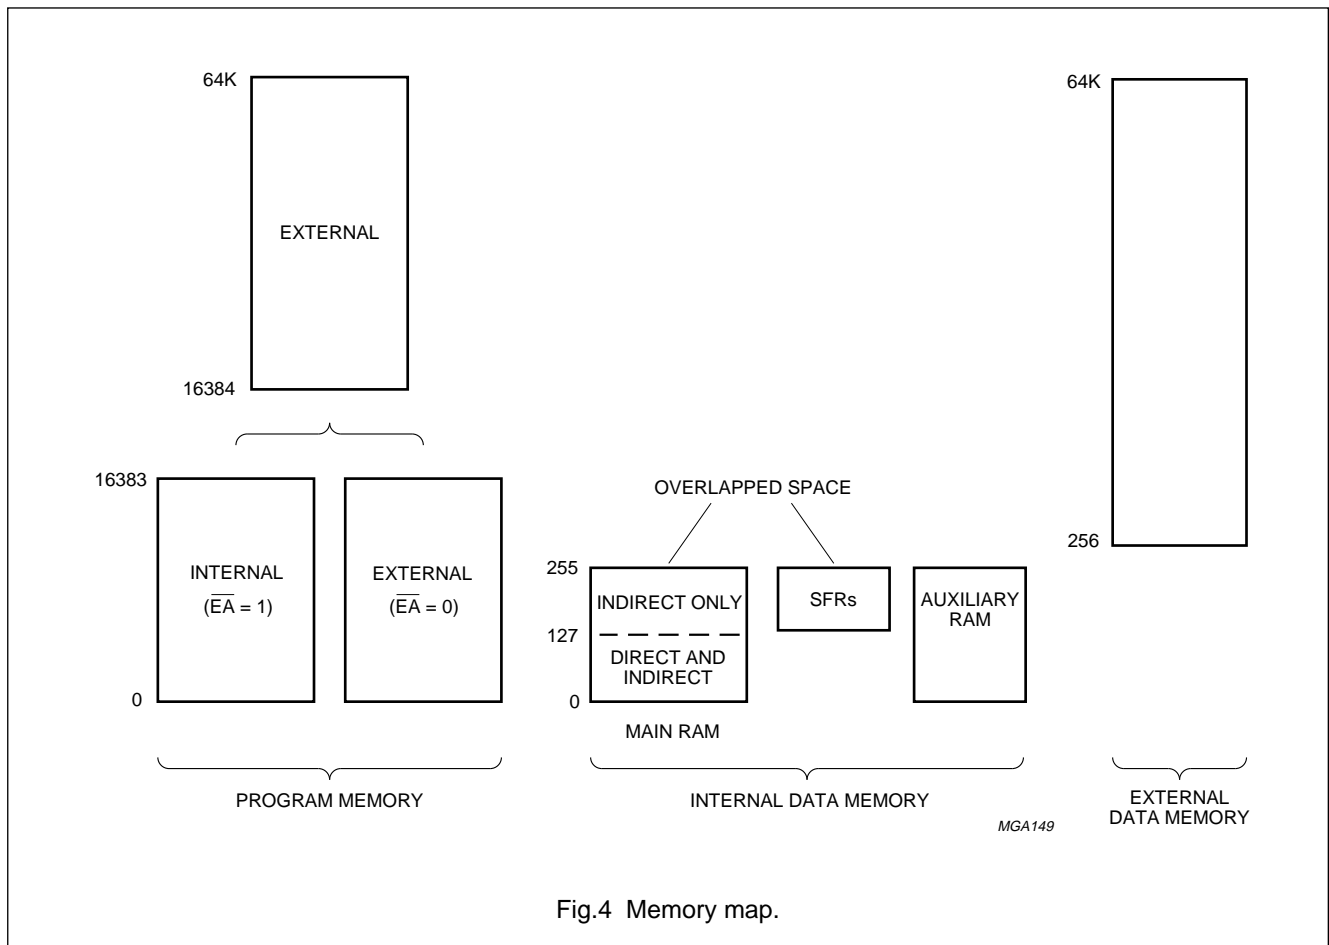 64K
EXTERNAL
16384
16383
INTERNAL
(E̅A̅ = 1)
EXTERNAL
(E̅A̅ = 0)
0
PROGRAM MEMORY
OVERLAPPED SPACE
255
INDIRECT ONLY
127
DIRECT AND
INDIRECT
0
MAIN RAM
SFRs
AUXILIARY
RAM
INTERNAL DATA MEMORY
64K
256
EXTERNAL
DATA MEMORY
MGA149
Fig.4 Memory map.